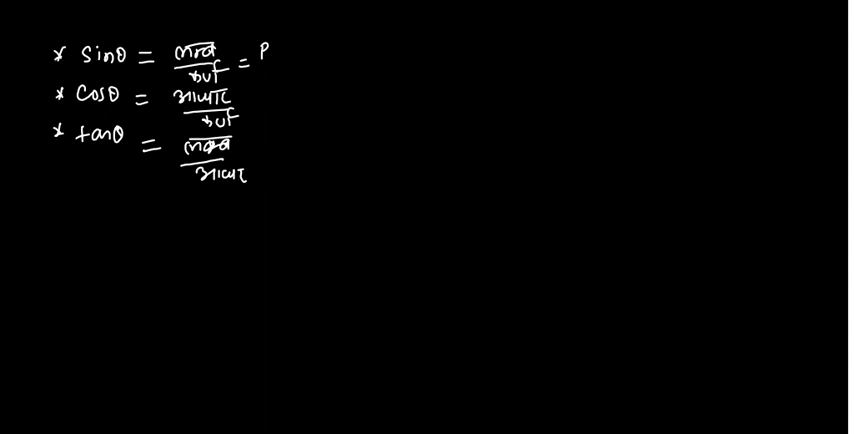 * sinθ = लम्ब / कर्ण = P
* cosθ = आधार / कर्ण
* tanθ = लम्ब / आधार